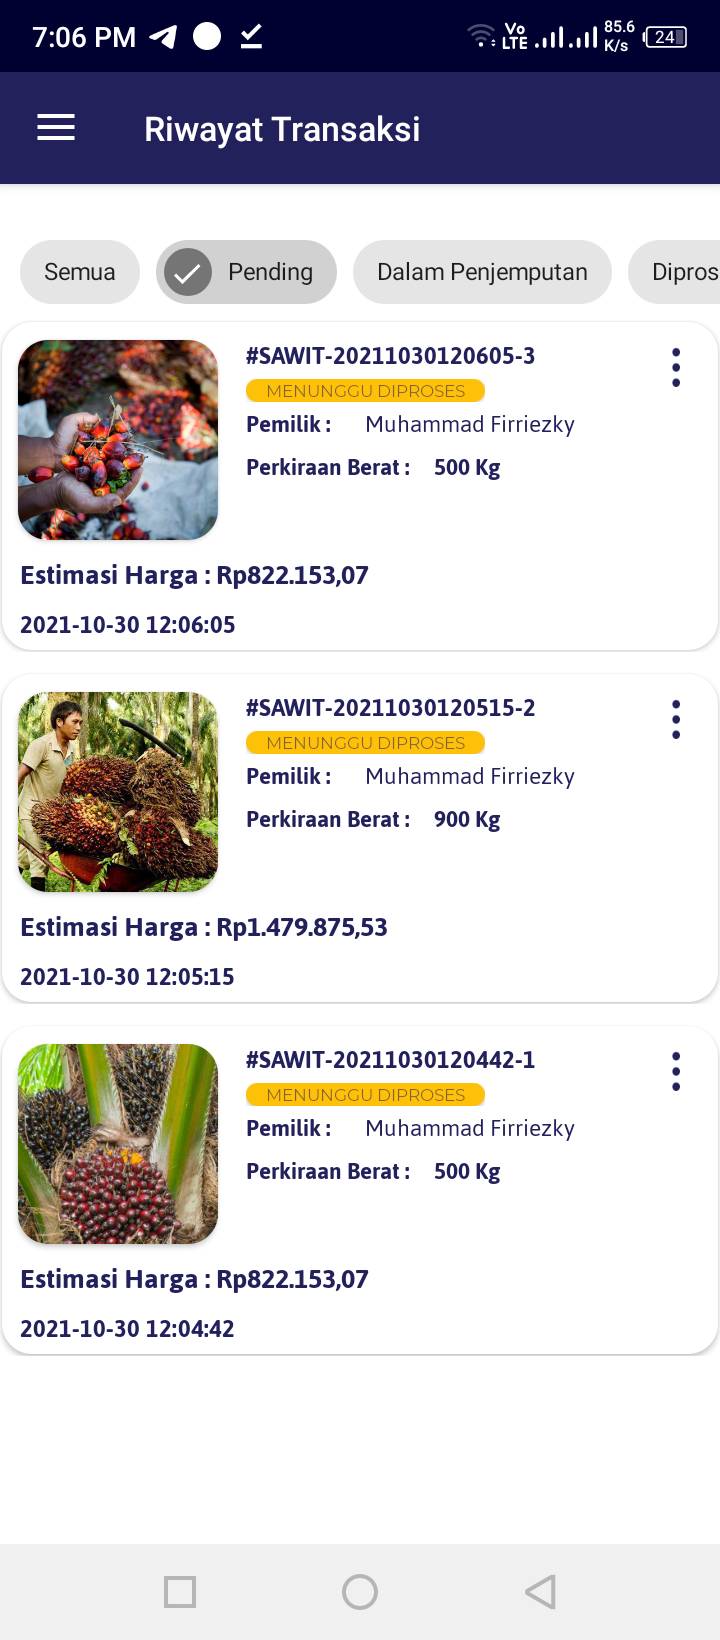 7:06 PM Vo LTE 85.6 K/s 24
Riwayat Transaksi
Semua Pending Dalam Penjemputan Dipros
#SAWIT-20211030120605-3
MENUNGGU DIPROSES
Pemilik : Muhammad Firriezky
Perkiraan Berat : 500 Kg
Estimasi Harga : Rp822.153,07
2021-10-30 12:06:05
#SAWIT-20211030120515-2
MENUNGGU DIPROSES
Pemilik : Muhammad Firriezky
Perkiraan Berat : 900 Kg
Estimasi Harga : Rp1.479.875,53
2021-10-30 12:05:15
#SAWIT-20211030120442-1
MENUNGGU DIPROSES
Pemilik : Muhammad Firriezky
Perkiraan Berat : 500 Kg
Estimasi Harga : Rp822.153,07
2021-10-30 12:04:42